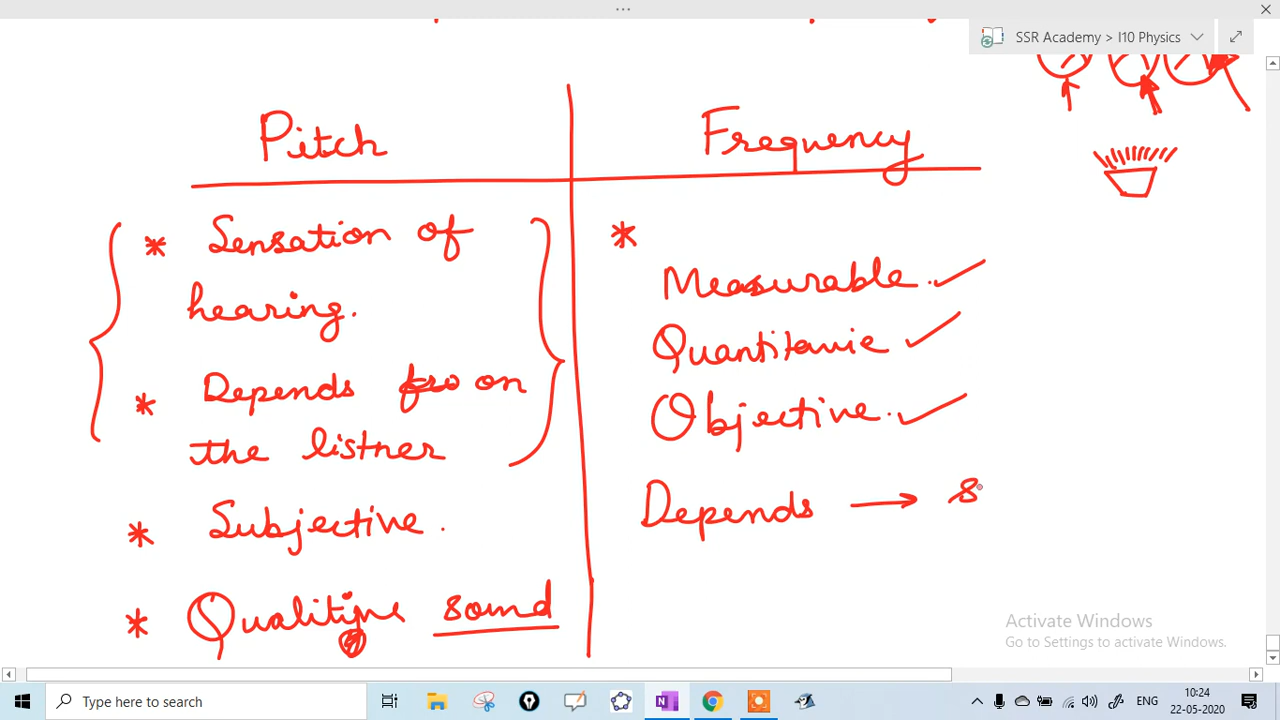 SSR Academy > I10 Physics
Pitch
Frequency
* Sensation of
hearing.
* Depends on
the listner
* Subjective.
* Qualitive sound
*
Measurable.
Quantitavie
Objective.
Depends → s
Activate Windows
Go to Settings to activate Windows.
Type here to search
ENG
10:24
22-05-2020